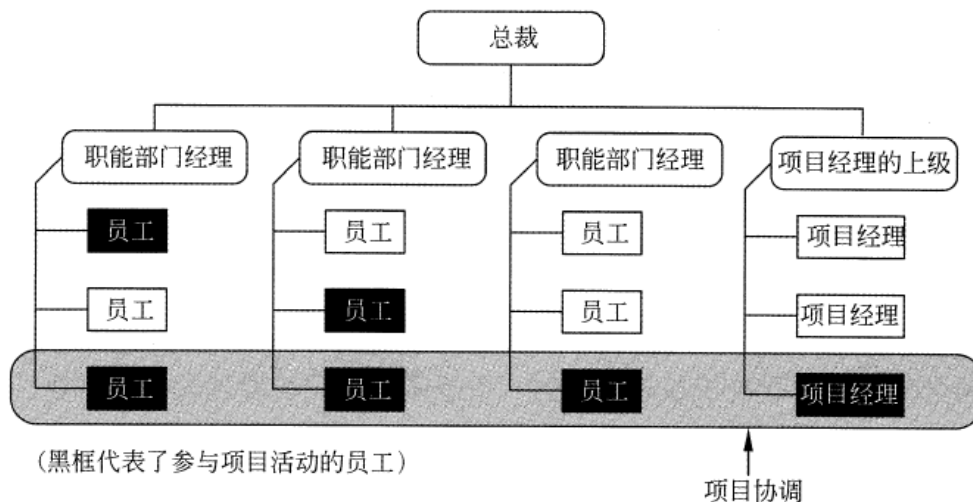 总裁
职能部门经理 职能部门经理 职能部门经理 项目经理的上级
员工 员工 员工 项目经理
员工 员工 员工 项目经理
员工 员工 员工 项目经理
（黑框代表了参与项目活动的员工）
项目协调